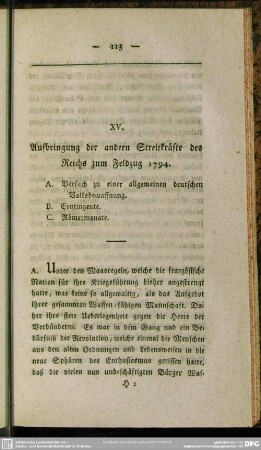 — 115 —
XV.
Aufbringung der andern Streitkräfte des
Reichs zum Feldzug 1794.
A. Versuch zu einer allgemeinen deutschen
Volksbewaffnung.
B. Contingente.
C. Römermonate.
A. Unter den Maasregeln, welche die französische
Nation für ihre Kriegsführung bisher angestrengt
hatte, war keine so allgewaltig, als das Aufgebot
ihrer gesammten Waffen-fähigen Mannschaft. Da-
her ihre stete Ueberlegenheit gegen die Heere der
Verbündeten. Es war in dem Gang und ein Be-
dürfniß der Revolution, welche einmal die Menschen
aus den alten Ordnungen und Lebensweisen in die
neue Sphären des Enthusiasmus gerissen hatte,
daß die vielen nun unbeschäftigten Bürger Waf-
H 2